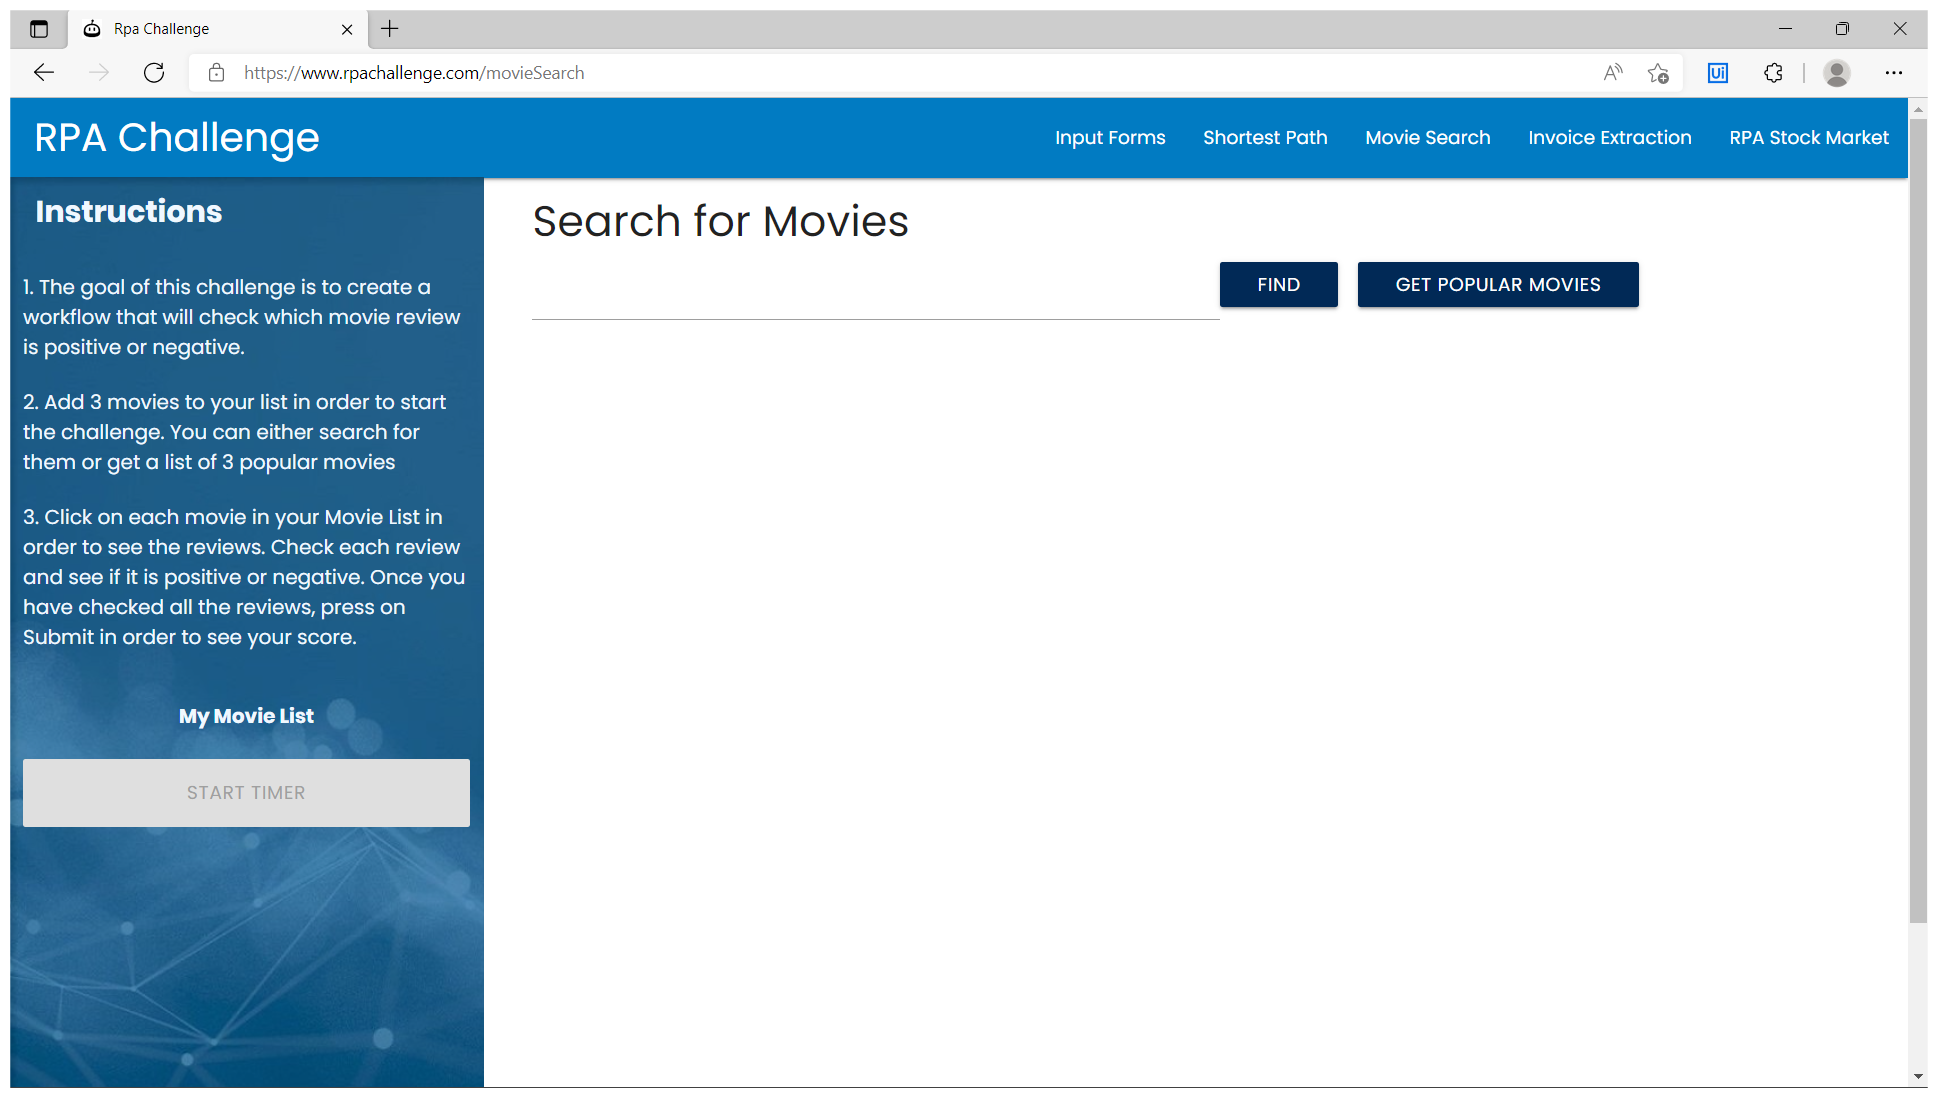 Rpa Challenge
https://www.rpachallenge.com/movieSearch
RPA Challenge
Input Forms
Shortest Path
Movie Search
Invoice Extraction
RPA Stock Market
Instructions
1. The goal of this challenge is to create a
workflow that will check which movie review
is positive or negative.
2. Add 3 movies to your list in order to start
the challenge. You can either search for
them or get a list of 3 popular movies
3. Click on each movie in your Movie List in
order to see the reviews. Check each review
and see if it is positive or negative. Once you
have checked all the reviews, press on
Submit in order to see your score.
My Movie List
START TIMER
Search for Movies
FIND
GET POPULAR MOVIES
Ui